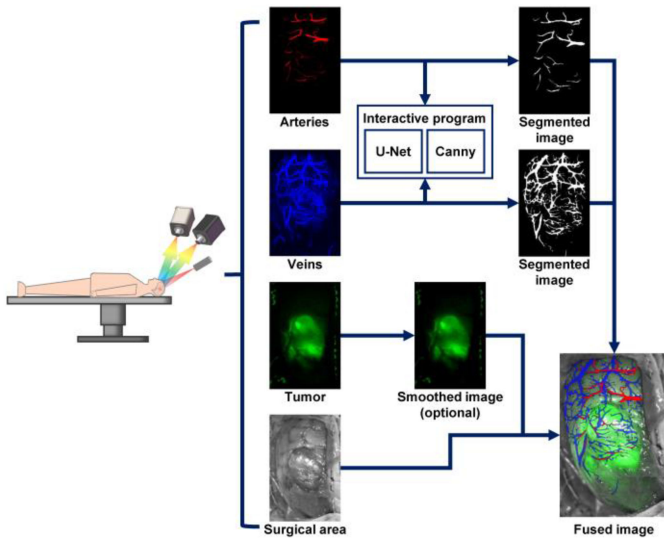 Arteries
Interactive program
U-Net
Canny
Segmented
image
Veins
Segmented
image
Tumor
Smoothed image
(optional)
Surgical area
Fused image